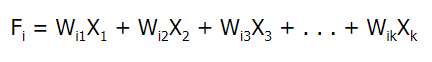 Fᵢ = Wᵢ₁X₁ + Wᵢ₂X₂ + Wᵢ₃X₃ + . . . + WᵢₖXₖ